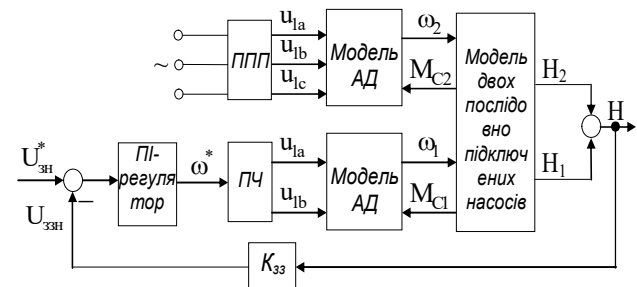 ~
ППП
u1a
u1b
u1c
Модель
АД
ω2
MC2
Модель
двох
послідо
вно
підключ
ених
насосів
H2
H
H1
U*зн
Uззн
−
ПІ-
регуля
тор
ω*
ПЧ
u1a
u1b
Модель
АД
ω1
MC1
Kзз